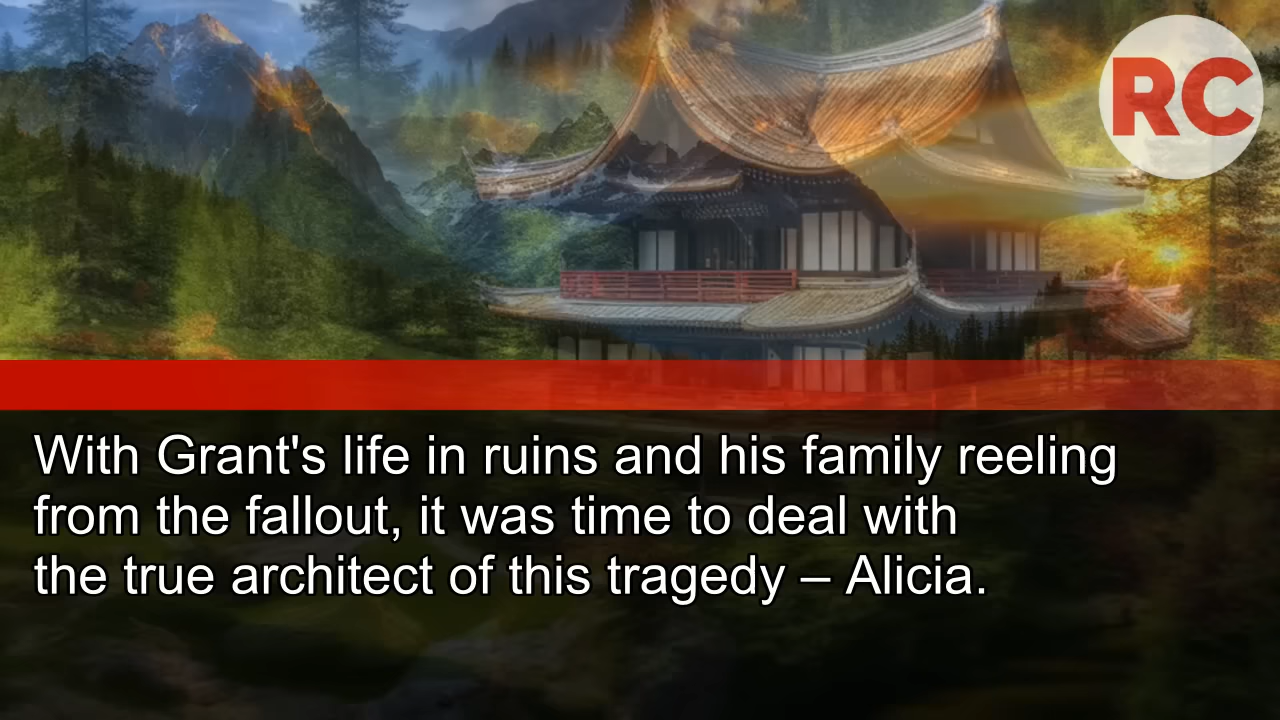 RC
With Grant's life in ruins and his family reeling
from the fallout, it was time to deal with
the true architect of this tragedy – Alicia.